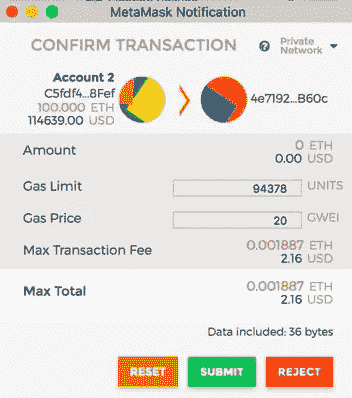 MetaMask Notification
CONFIRM TRANSACTION
? Private Network
Account 2
C5fdf4...8Fef
100.000 ETH
114639.00 USD
4e7192...B60c
Amount 0 ETH
0.00 USD
Gas Limit 94378 UNITS
Gas Price 20 GWEI
Max Transaction Fee 0.001887 ETH
2.16 USD
Max Total 0.001887 ETH
2.16 USD
Data included: 36 bytes
RESET SUBMIT REJECT